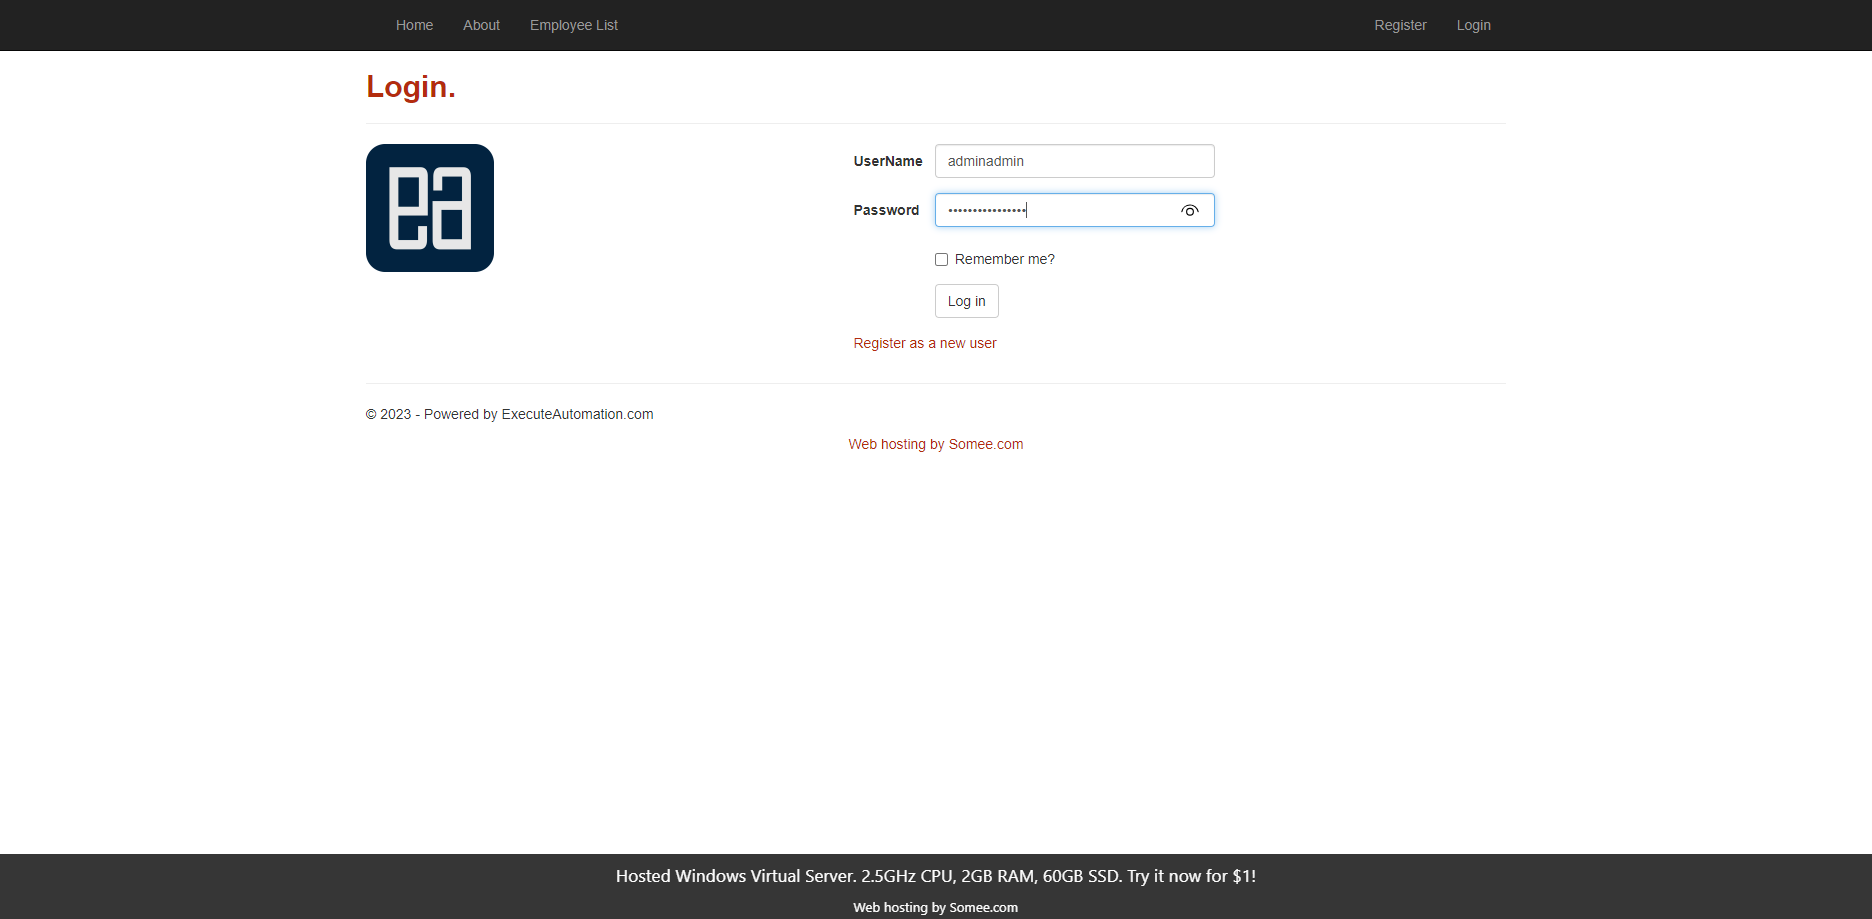 Home About Employee List Register Login
Login.
ea
UserName adminadmin
Password ••••••••••••••••
Remember me?
Log in
Register as a new user
© 2023 - Powered by ExecuteAutomation.com
Web hosting by Somee.com
Hosted Windows Virtual Server. 2.5GHz CPU, 2GB RAM, 60GB SSD. Try it now for $1!
Web hosting by Somee.com